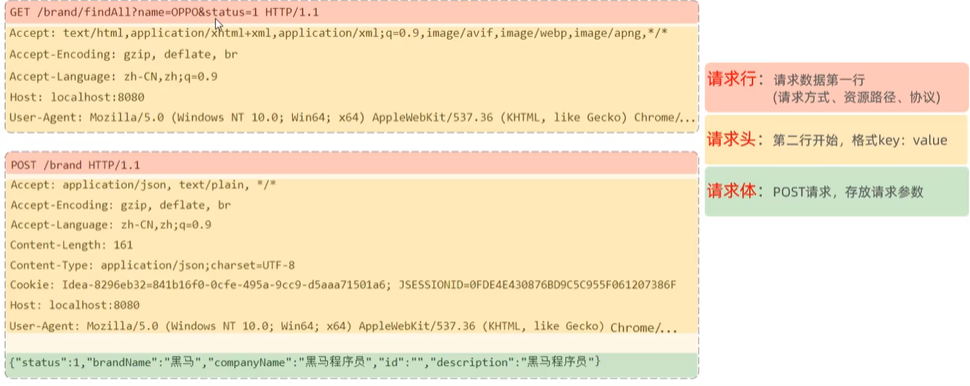 GET /brand/findAll?name=OPPO&status=1 HTTP/1.1
Accept: text/html,application/xhtml+xml,application/xml;q=0.9,image/avif,image/webp,image/apng,*/*
Accept-Encoding: gzip, deflate, br
Accept-Language: zh-CN,zh;q=0.9
Host: localhost:8080
User-Agent: Mozilla/5.0 (Windows NT 10.0; Win64; x64) AppleWebKit/537.36 (KHTML, like Gecko) Chrome/...
POST /brand HTTP/1.1
Accept: application/json, text/plain, */*
Accept-Encoding: gzip, deflate, br
Accept-Language: zh-CN,zh;q=0.9
Content-Length: 161
Content-Type: application/json;charset=UTF-8
Cookie: Idea-8296eb32=841b16f0-0cfe-495a-9cc9-d5aaa71501a6; JSESSIONID=0FDE4E430876BD9C5C955F061207386F
Host: localhost:8080
User-Agent: Mozilla/5.0 (Windows NT 10.0; Win64; x64) AppleWebKit/537.36 (KHTML, like Gecko) Chrome/...
{"status":1,"brandName":"黑马","companyName":"黑马程序员","id":"","description":"黑马程序员"}
请求行：请求数据第一行
(请求方式、资源路径、协议)
请求头：第二行开始，格式key：value
请求体：POST请求，存放请求参数